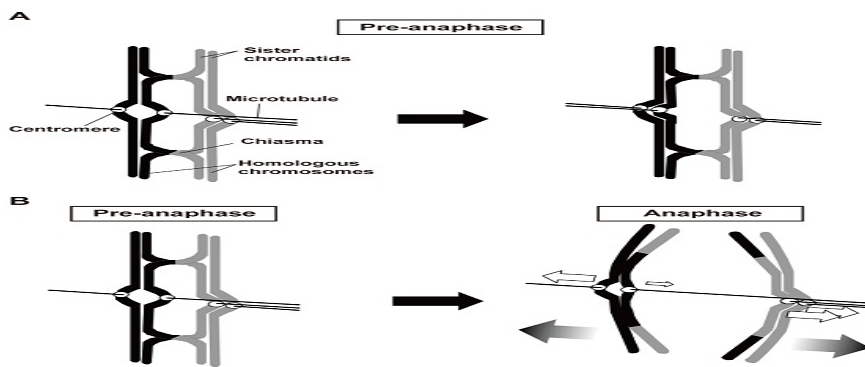 A
Pre-anaphase
Sister
chromatids
Microtubule
Centromere
Chiasma
Homologous
chromosomes
B
Pre-anaphase
Anaphase